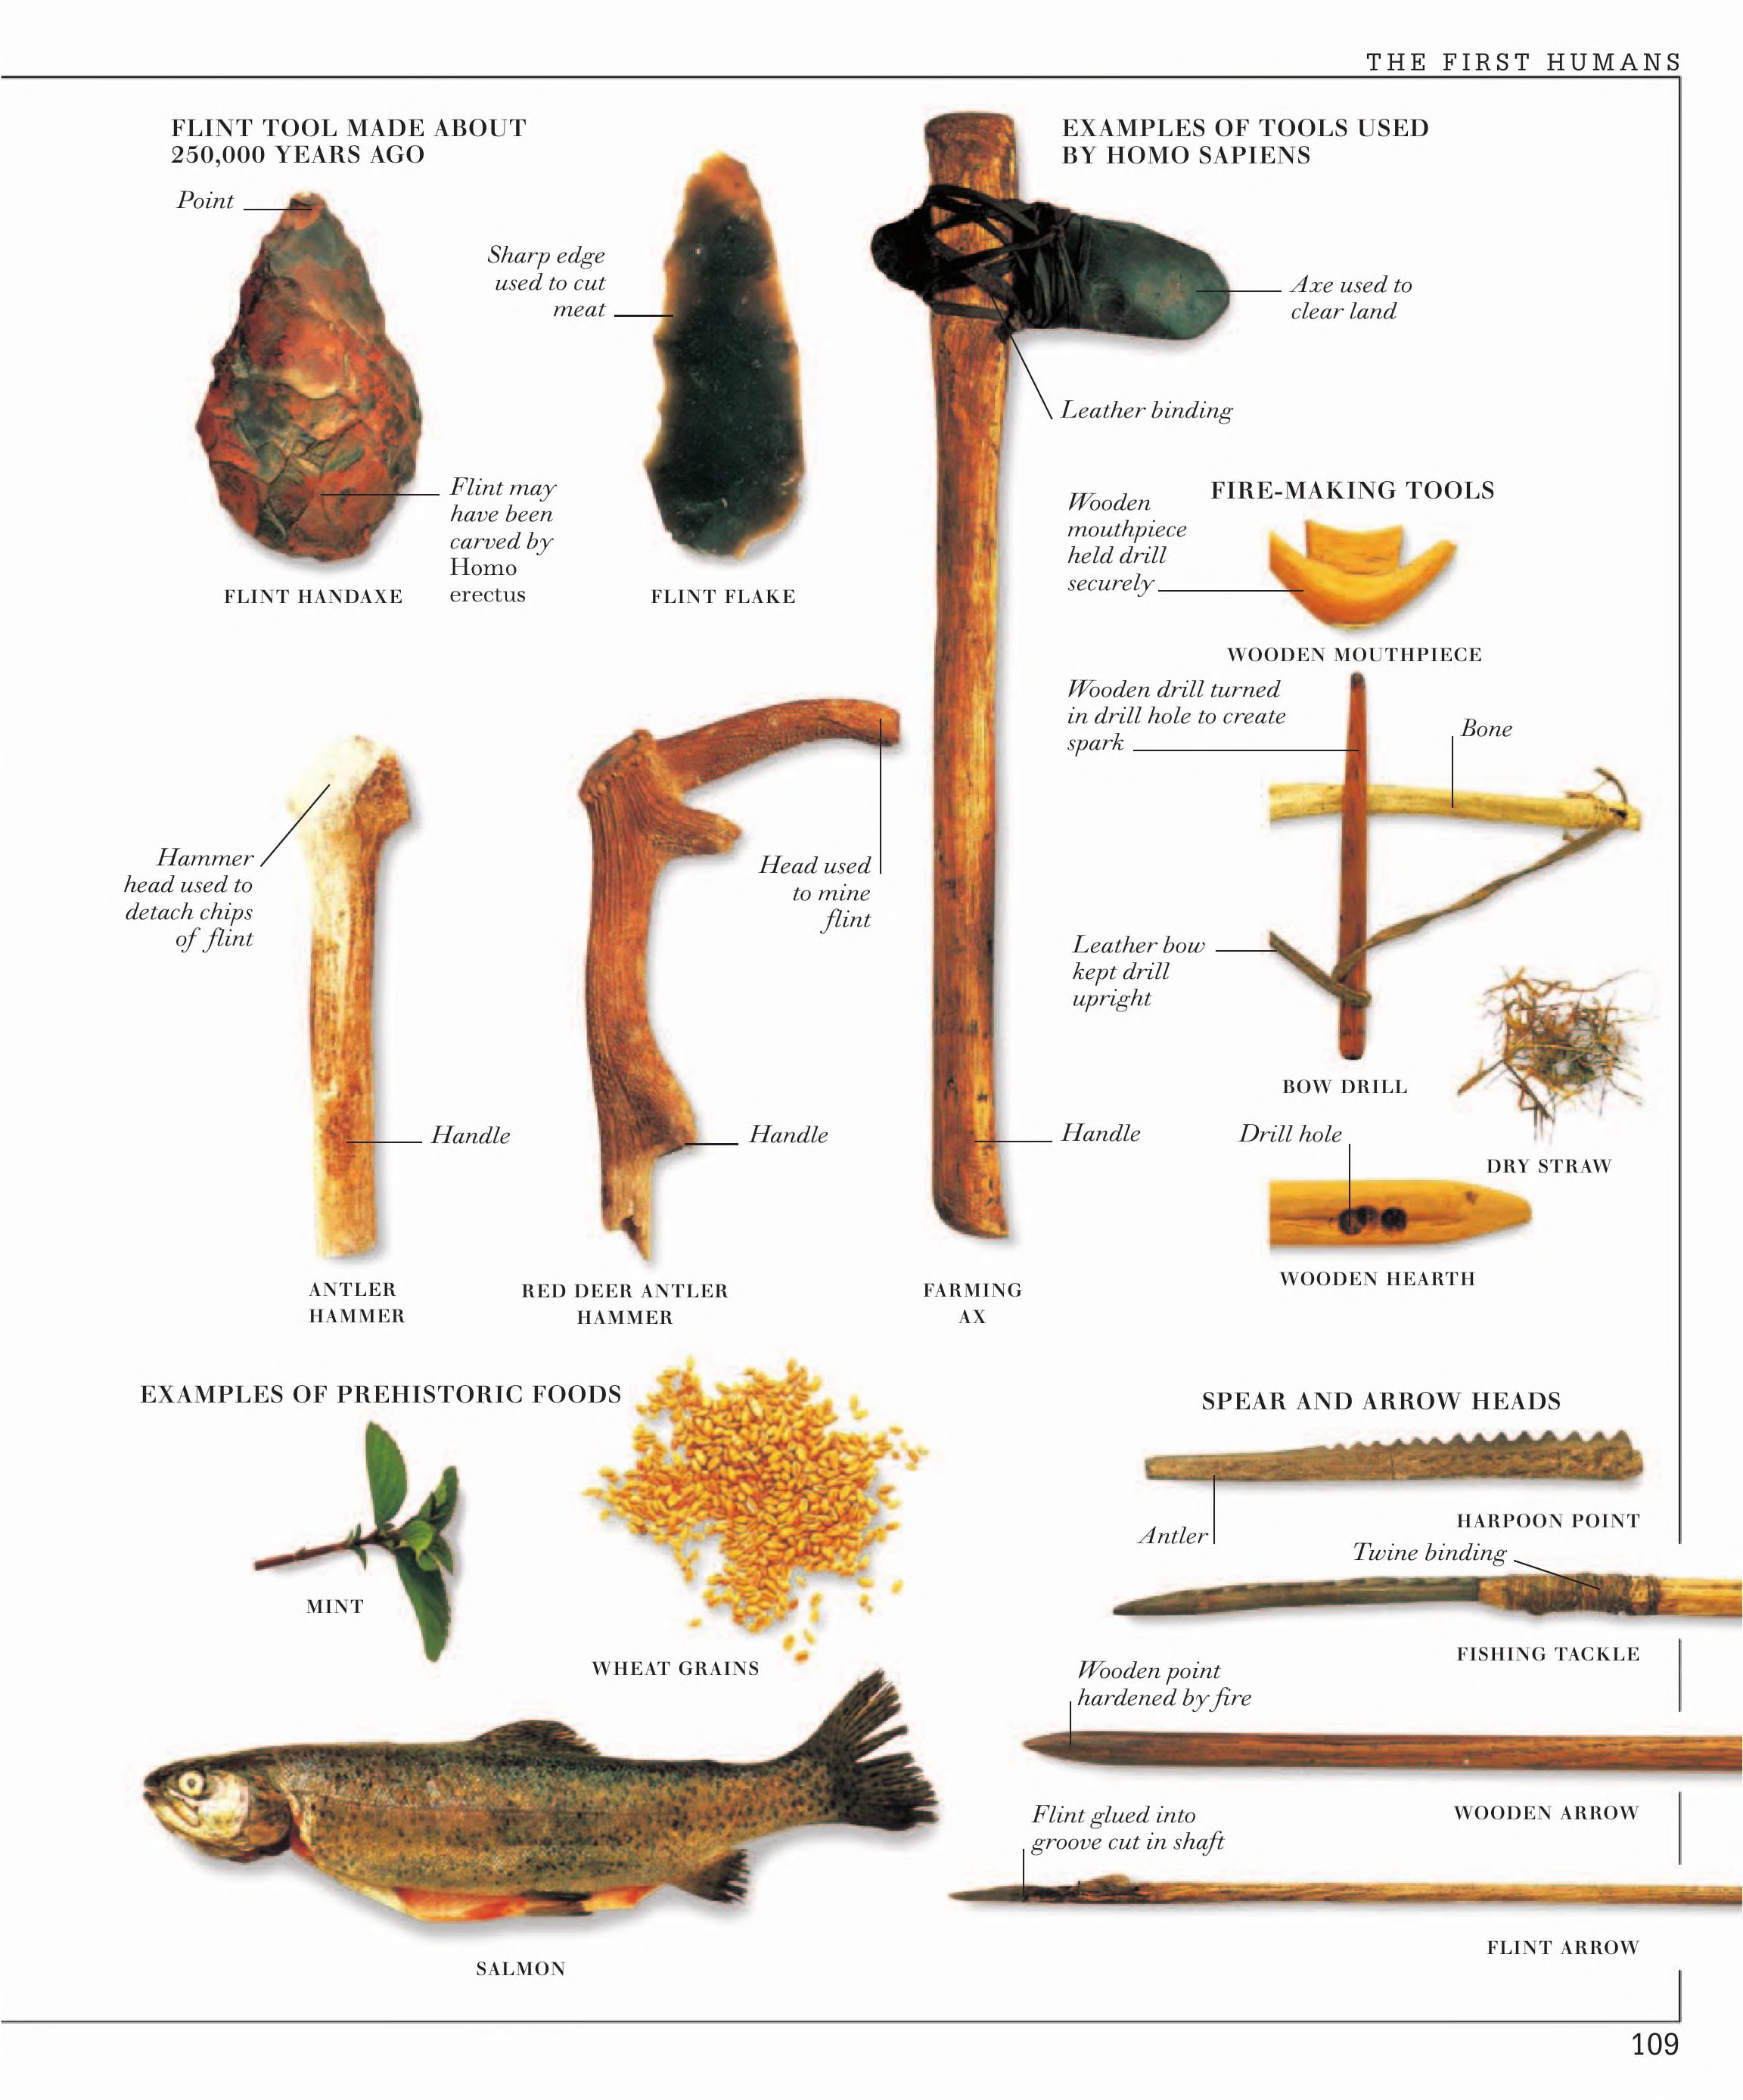 THE FIRST HUMANS
FLINT TOOL MADE ABOUT
250,000 YEARS AGO
Point
Sharp edge
used to cut
meat
Flint may
have been
carved by
Homo
erectus
FLINT HANDAXE
FLINT FLAKE
EXAMPLES OF TOOLS USED
BY HOMO SAPIENS
Axe used to
clear land
Leather binding
FIRE-MAKING TOOLS
Wooden
mouthpiece
held drill
securely
WOODEN MOUTHPIECE
Wooden drill turned
in drill hole to create
spark
Bone
Hammer
head used to
detach chips
of flint
Head used
to mine
flint
Leather bow
kept drill
upright
BOW DRILL
Handle
Handle
Handle
Drill hole
DRY STRAW
WOODEN HEARTH
ANTLER
HAMMER
RED DEER ANTLER
HAMMER
FARMING
AX
EXAMPLES OF PREHISTORIC FOODS
MINT
WHEAT GRAINS
SALMON
SPEAR AND ARROW HEADS
Antler
HARPOON POINT
Twine binding
FISHING TACKLE
Wooden point
hardened by fire
WOODEN ARROW
Flint glued into
groove cut in shaft
FLINT ARROW
109